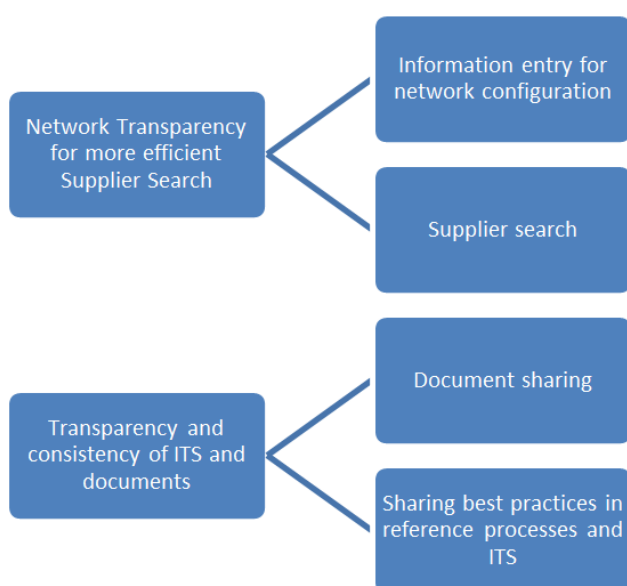 Network Transparency
for more efficient
Supplier Search
Information entry for
network configuration
Supplier search
Transparency and
consistency of ITS and
documents
Document sharing
Sharing best practices in
reference processes and
ITS